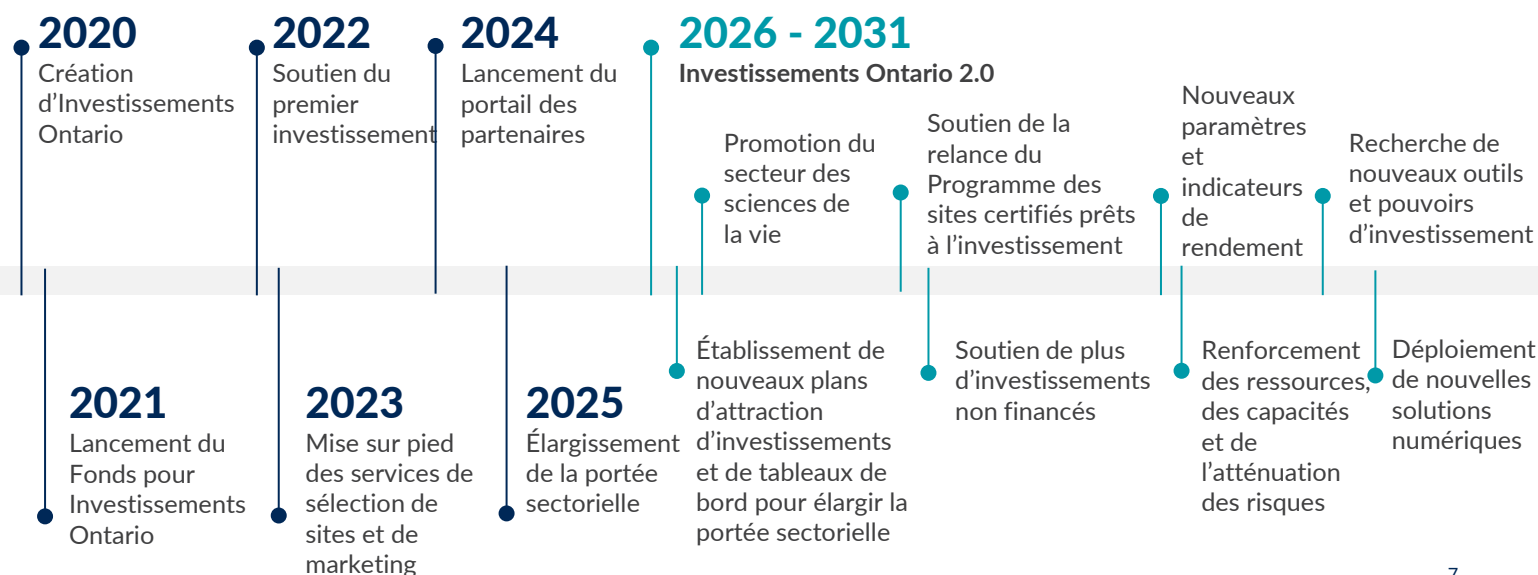 2020
Création
d’Investissements
Ontario
2022
Soutien du
premier
investissement
2024
Lancement du
portail des
partenaires
2026 - 2031
Investissements Ontario 2.0
Promotion du
secteur des
sciences de
la vie
Soutien de la
relance du
Programme des
sites certifiés prêts
à l’investissement
Nouveaux
paramètres
et
indicateurs
de
rendement
Recherche de
nouveaux outils
et pouvoirs
d’investissement
2021
Lancement du
Fonds pour
Investissements
Ontario
2023
Mise sur pied
des services de
sélection de
sites et de
marketing
2025
Élargissement
de la portée
sectorielle
Établissement de
nouveaux plans
d’attraction
d’investissements
et de tableaux de
bord pour élargir la
portée sectorielle
Soutien de plus
d’investissements
non financés
Renforcement
des ressources,
des capacités
et de
l’atténuation
des risques
Déploiement
de nouvelles
solutions
numériques
7